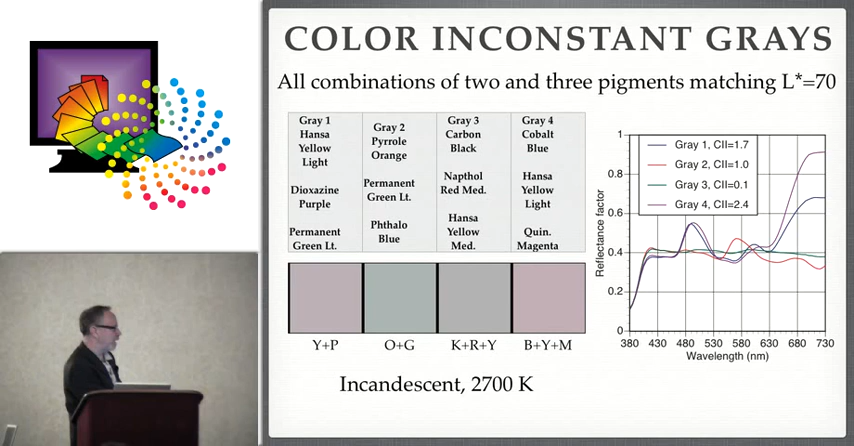 COLOR INCONSTANT GRAYS
All combinations of two and three pigments matching L*=70
Gray 1
Hansa
Yellow
Light
Dioxazine
Purple
Permanent
Green Lt.
Gray 2
Pyrrole
Orange
Permanent
Green Lt.
Phthalo
Blue
Gray 3
Carbon
Black
Napthol
Red Med.
Hansa
Yellow
Med.
Gray 4
Cobalt
Blue
Hansa
Yellow
Light
Quin.
Magenta
Y+P
O+G
K+R+Y
B+Y+M
Incandescent, 2700 K
Gray 1, CII=1.7
Gray 2, CII=1.0
Gray 3, CII=0.1
Gray 4, CII=2.4
Reflectance factor
1
0.8
0.6
0.4
0.2
0
380 430 480 530 580 630 680 730
Wavelength (nm)